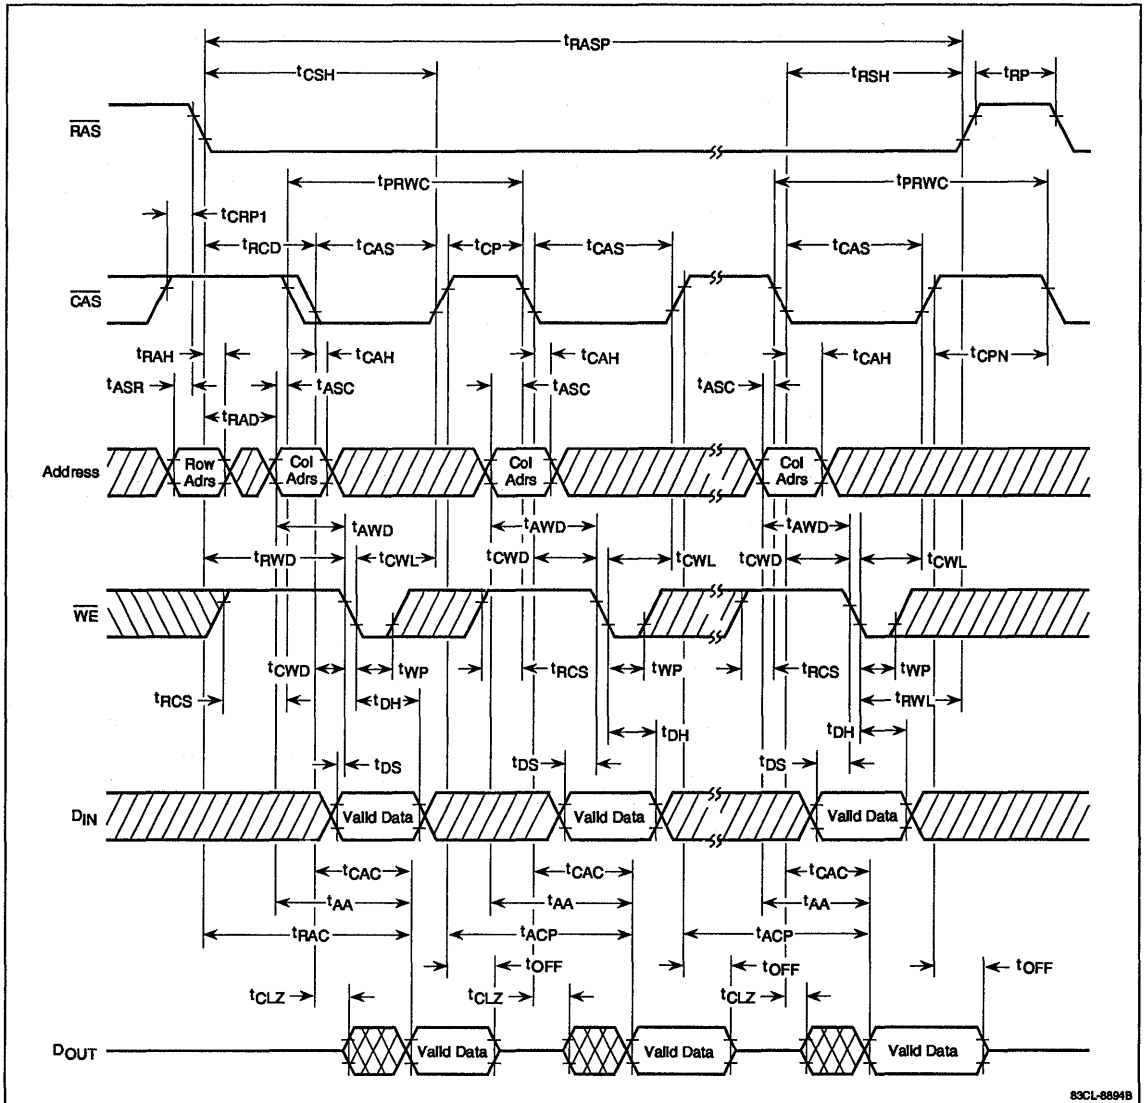 tRASP
tCSH
tRSH
tRP
RAS
tPRWC
tPRWC
tCRP1
tRCD
tCAS
tCP
tCAS
tCAS
CAS
tRAH
tCAH
tCAH
tCAH
tCPN
tASR
tASC
tASC
tASC
tRAD
Address
Row Adrs
Col Adrs
Col Adrs
Col Adrs
tAWD
tAWD
tAWD
tRWD
tCWL
tCWD
tCWL
tCWD
tCWL
WE
tCWD
tWP
tRCS
tWP
tRCS
tWP
tRCS
tDH
tRWL
tDH
tDH
tDS
tDS
tDS
DIN
Valid Data
Valid Data
Valid Data
tCAC
tCAC
tCAC
tAA
tAA
tAA
tRAC
tACP
tACP
tOFF
tOFF
tOFF
tCLZ
tCLZ
tCLZ
DOUT
Valid Data
Valid Data
Valid Data
83CL-8894B